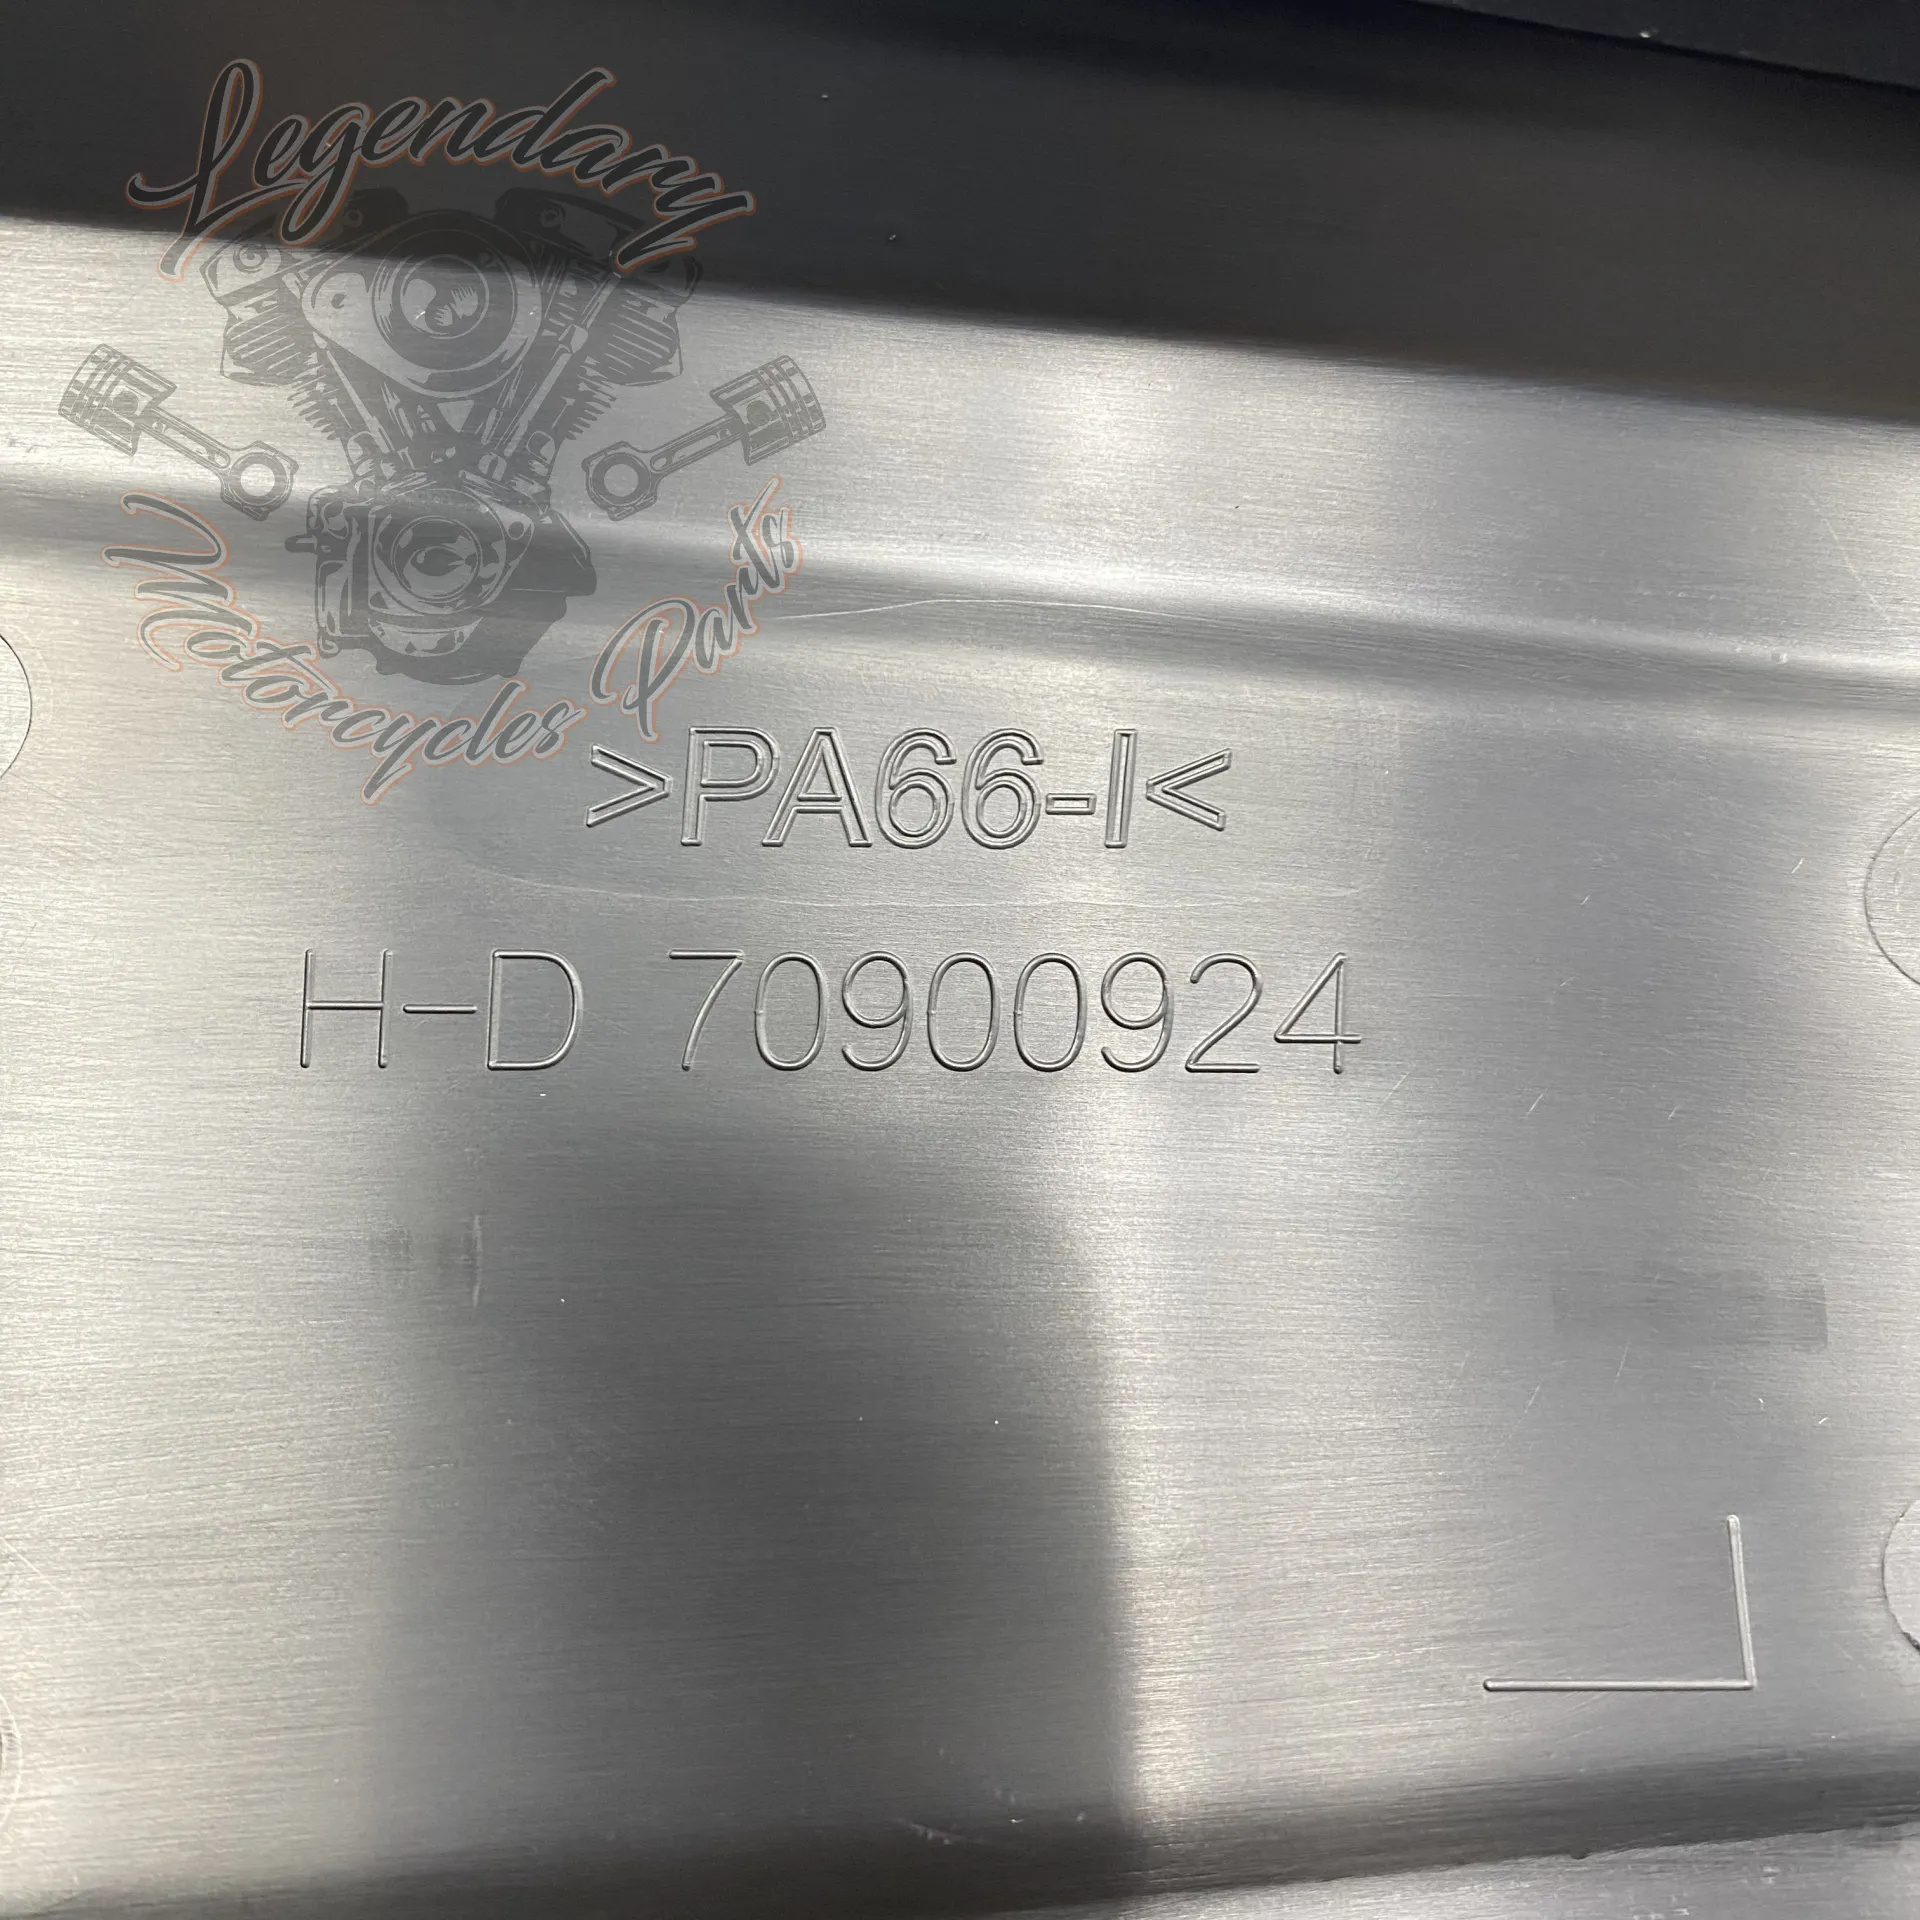 Legendary
Motorcycles Parts
>PA66-I<
H-D 70900924